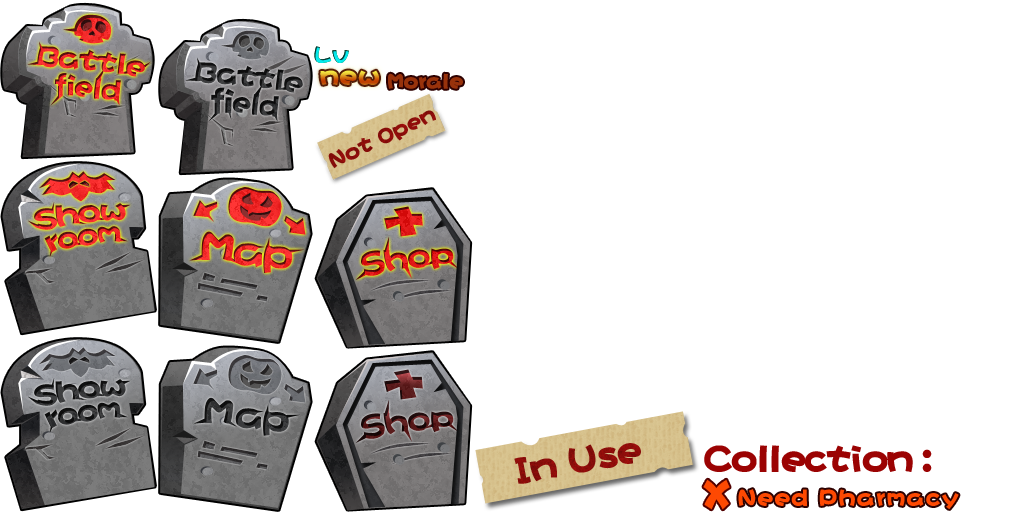 Battle
field
Battle
field
Lv
new Morale
Not Open
Show
room
Map
Shop
Show
room
Map
Shop
In Use
Collection:
X Need Pharmacy